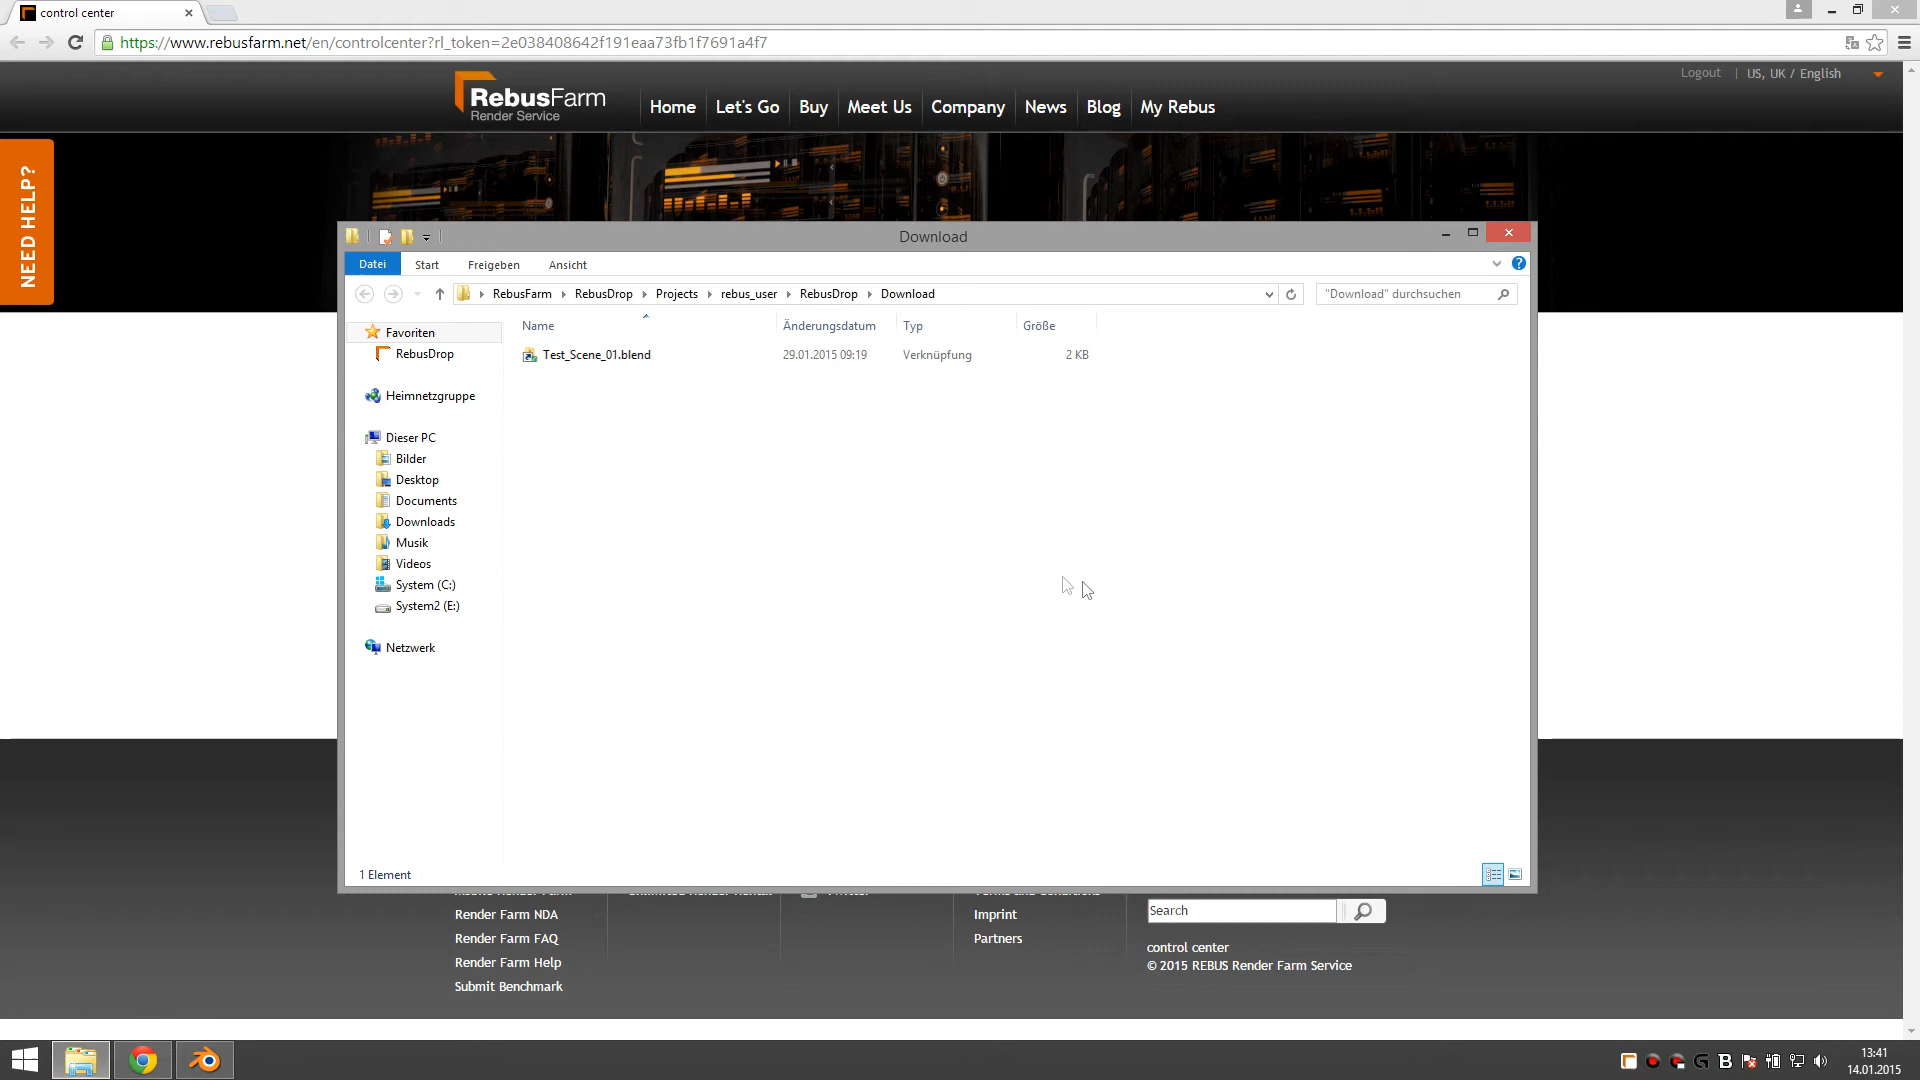 control center
https://www.rebusfarm.net/en/controlcenter?rl_token=2e038408642f191eaa73fb1f7691a4f7
Logout | US, UK / English
RebusFarm
Render Service
Home Let's Go Buy Meet Us Company News Blog My Rebus
NEED HELP?
Download
Datei Start Freigeben Ansicht
RebusFarm RebusDrop Projects rebus_user RebusDrop Download
"Download" durchsuchen
Name Änderungsdatum Typ Größe
Test_Scene_01.blend 29.01.2015 09:19 Verknüpfung 2 KB
Favoriten
RebusDrop
Heimnetzgruppe
Dieser PC
Bilder
Desktop
Documents
Downloads
Musik
Videos
System (C:)
System2 (E:)
Netzwerk
1 Element
Render Farm NDA
Render Farm FAQ
Render Farm Help
Submit Benchmark
Imprint
Partners
Search
control center
© 2015 REBUS Render Farm Service
13:41
14.01.2015